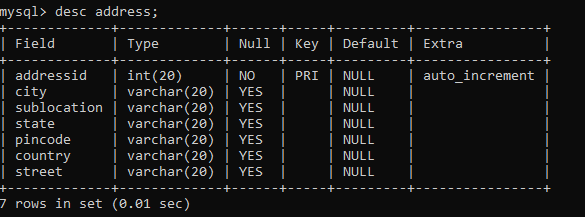 mysql> desc address;
+-------------+-------------+------+-----+---------+----------------+
| Field       | Type        | Null | Key | Default | Extra          |
+-------------+-------------+------+-----+---------+----------------+
| addressid   | int(20)     | NO   | PRI | NULL    | auto_increment |
| city        | varchar(20) | YES  |     | NULL    |                |
| sublocation | varchar(20) | YES  |     | NULL    |                |
| state       | varchar(20) | YES  |     | NULL    |                |
| pincode     | varchar(20) | YES  |     | NULL    |                |
| country     | varchar(20) | YES  |     | NULL    |                |
| street      | varchar(20) | YES  |     | NULL    |                |
+-------------+-------------+------+-----+---------+----------------+
7 rows in set (0.01 sec)